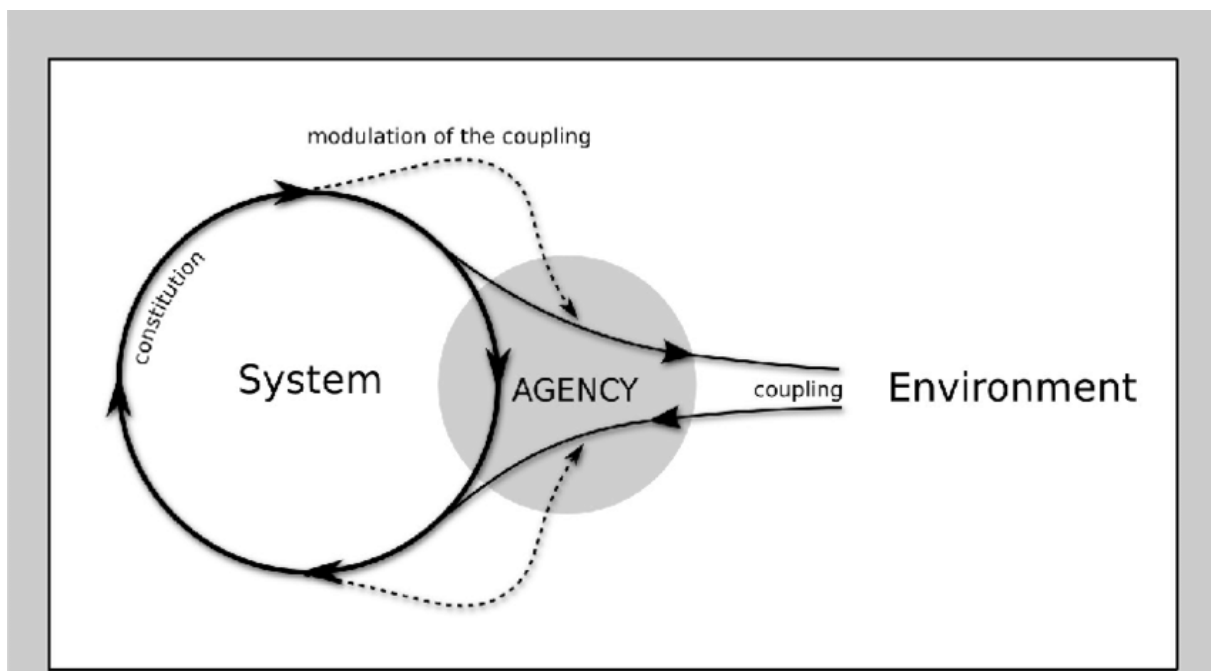 modulation of the coupling
constitution
System
AGENCY
coupling
Environment